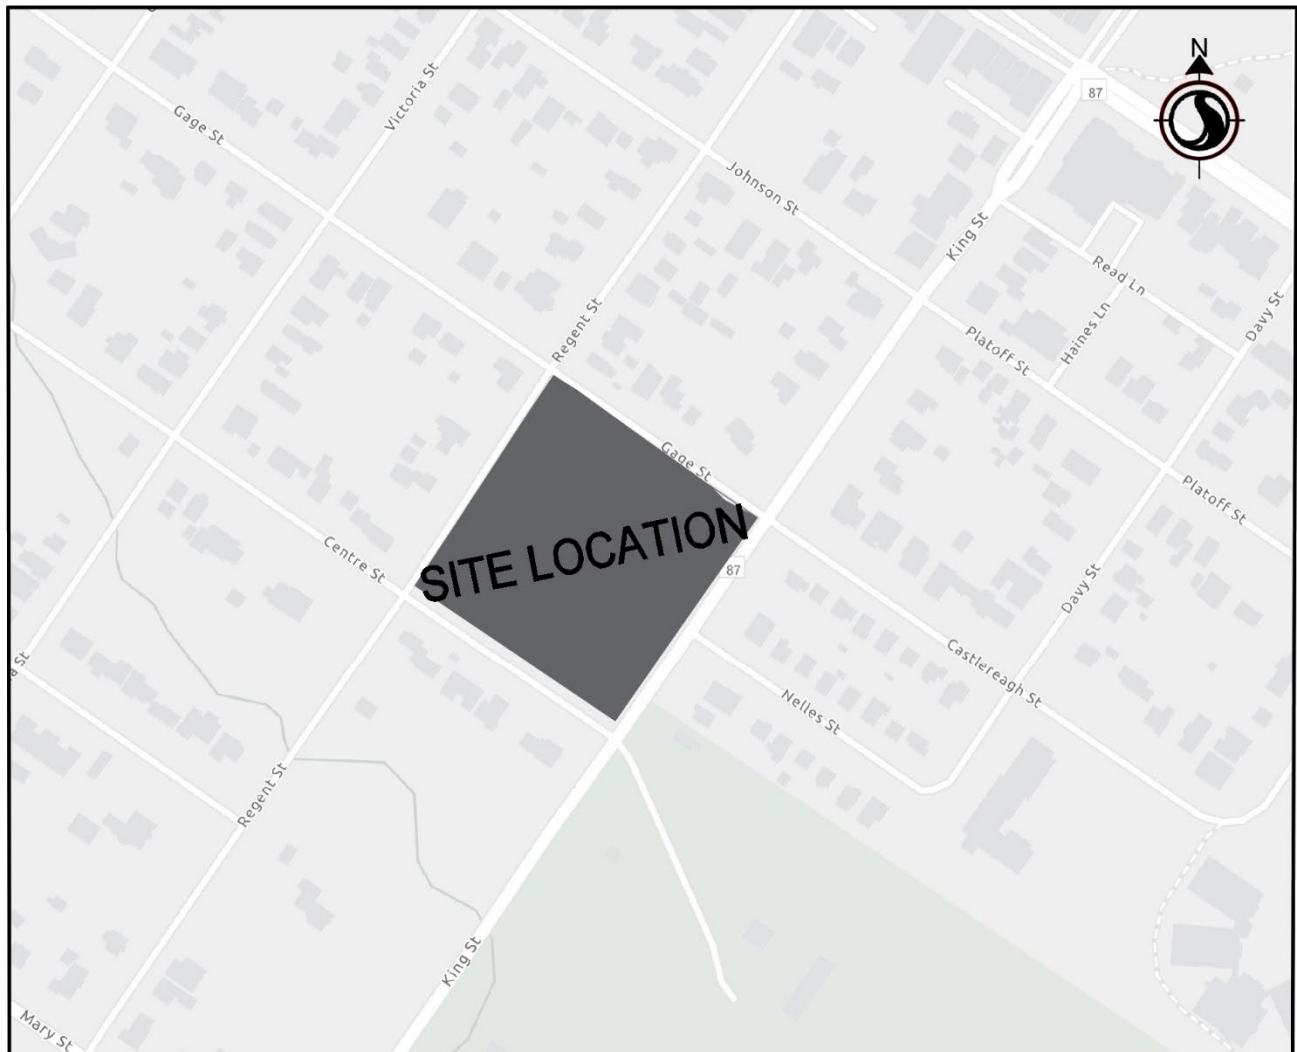 N
87
Gage St
Victoria St
Johnson St
King St
Read Ln
Haines Ln
Davy St
Regent St
Platoff St
Gage St
Platoff St
SITE LOCATION
87
Centre St
Davy St
Castlereagh St
a St
Nelles St
Regent St
King St
Mary St